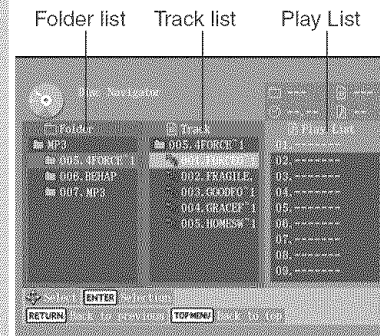 Folder list Track list Play List
Disc Navigator
Folder Track Play List
MP3 005.4FORCE~1 01.--------
005.4FORCE~1 001.FORCEO~1 02.--------
006.BEHAP 002.FRAGILE. 03.--------
007.MP3 003.GOODFO~1 04.--------
004.GRACEF~1 05.--------
005.HOMESW~1 06.--------
07.--------
08.--------
09.--------
Select ENTER Selection
RETURN Back to previous TOPMENU Back to top